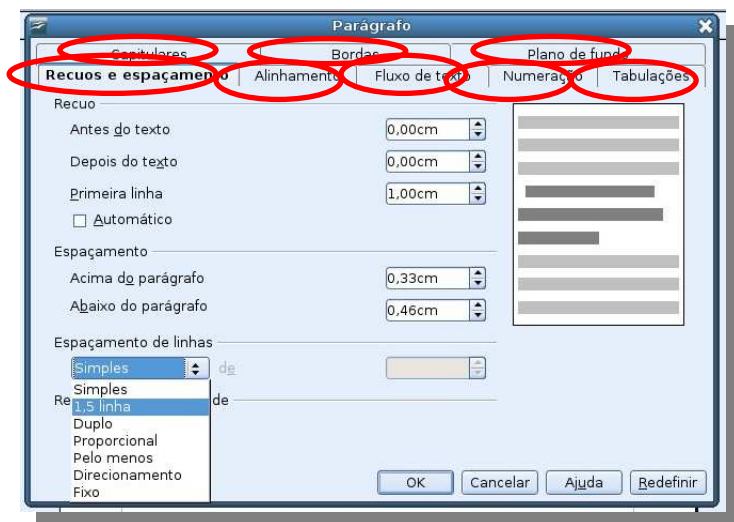 Parágrafo
Capitulares Bordas Plano de fundo
Recuos e espaçamento Alinhamento Fluxo de texto Numeração Tabulações
Recuo
Antes do texto 0,00cm
Depois do texto 0,00cm
Primeira linha 1,00cm
Automático
Espaçamento
Acima do parágrafo 0,33cm
Abaixo do parágrafo 0,46cm
Espaçamento de linhas
Simples de
Simples
1,5 linha
Re de
Duplo
Proporcional
Pelo menos
Direcionamento
Fixo
OK Cancelar Ajuda Redefinir